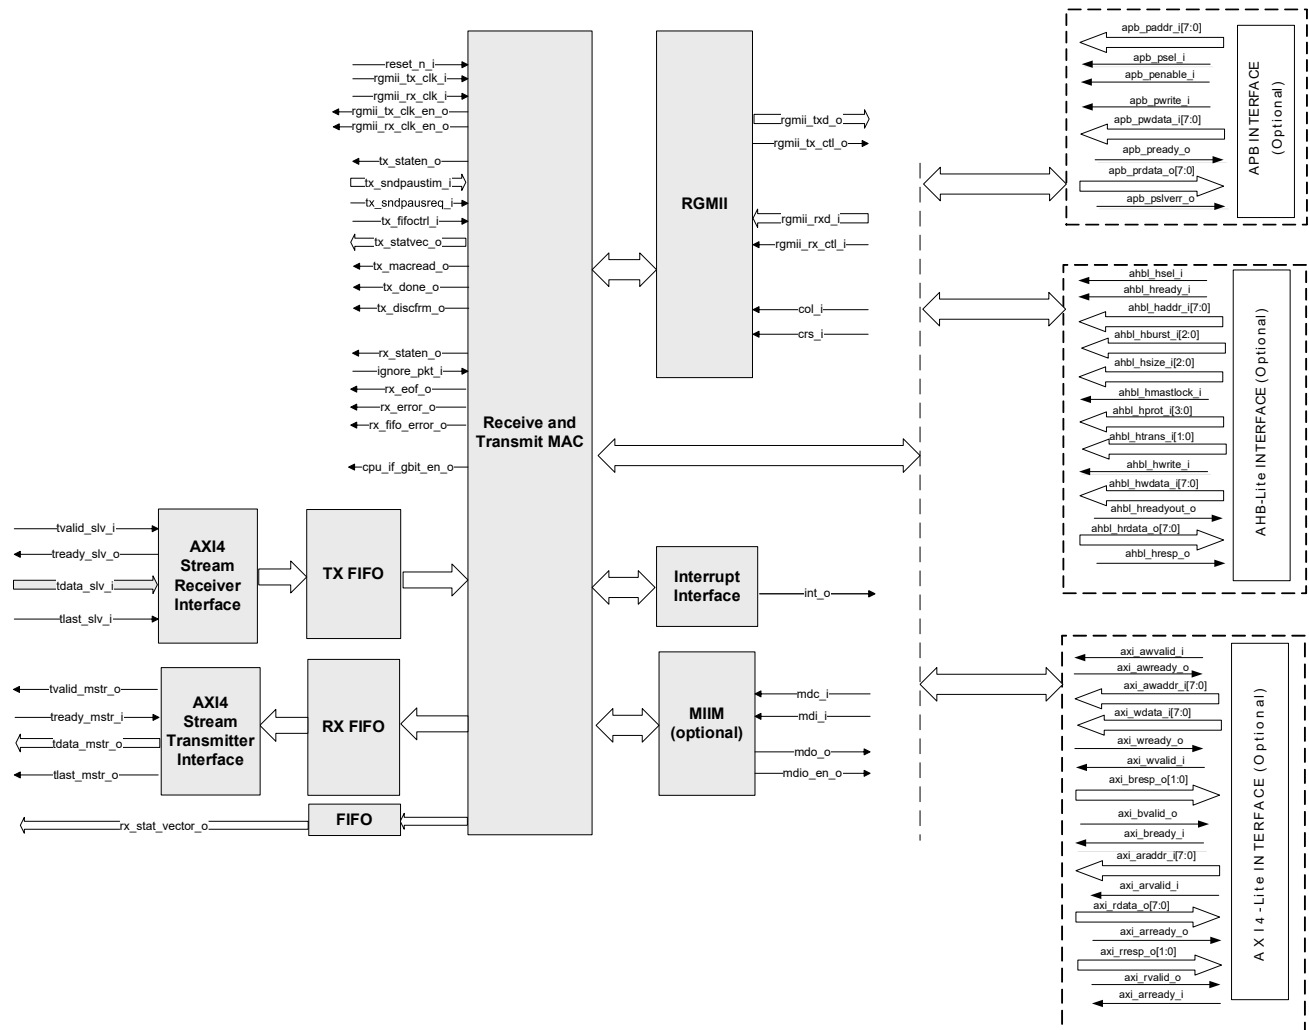 reset_n_i
rgmii_tx_clk_i
rgmii_rx_clk_i
rgmii_tx_clk_en_o
rgmii_rx_clk_en_o
tx_staten_o
tx_sndpaustim_i
tx_sndpausreq_i
tx_fifoctrl_i
tx_statvec_o
tx_macread_o
tx_done_o
tx_discfrm_o
rx_staten_o
ignore_pkt_i
rx_eof_o
rx_error_o
rx_fifo_error_o
cpu_if_gbit_en_o
Receive and
Transmit MAC
tvalid_slv_i
tready_slv_o
tdata_slv_i
tlast_slv_i
AXI4
Stream
Receiver
Interface
TX FIFO
tvalid_mstr_o
tready_mstr_i
tdata_mstr_o
tlast_mstr_o
AXI4
Stream
Transmitter
Interface
RX FIFO
FIFO
rx_stat_vector_o
RGMII
rgmii_txd_o
rgmii_tx_ctl_o
rgmii_rxd_i
rgmii_rx_ctl_i
col_i
crs_i
Interrupt
Interface
int_o
MIIM
(optional)
mdc_i
mdi_i
mdo_o
mdio_en_o
apb_paddr_i[7:0]
apb_psel_i
apb_penable_i
apb_pwrite_i
apb_pwdata_i[7:0]
apb_pready_o
apb_prdata_o[7:0]
apb_pslverr_o
APB INTERFACE
(Optional)
ahbl_hsel_i
ahbl_hready_i
ahbl_haddr_i[7:0]
ahbl_hburst_i[2:0]
ahbl_hsize_i[2:0]
ahbl_hmastlock_i
ahbl_hprot_i[3:0]
ahbl_htrans_i[1:0]
ahbl_hwrite_i
ahbl_hwdata_i[7:0]
ahbl_hreadyout_o
ahbl_hrdata_o[7:0]
ahbl_hresp_o
AHB-Lite INTERFACE (Optional)
axi_awvalid_i
axi_awready_o
axi_awaddr_i[7:0]
axi_wdata_i[7:0]
axi_wready_o
axi_wvalid_i
axi_bresp_o[1:0]
axi_bvalid_o
axi_bready_i
axi_araddr_i[7:0]
axi_arvalid_i
axi_rdata_o[7:0]
axi_arready_o
axi_rresp_o[1:0]
axi_rvalid_o
axi_arready_i
AXI4-Lite INTERFACE (Optional)